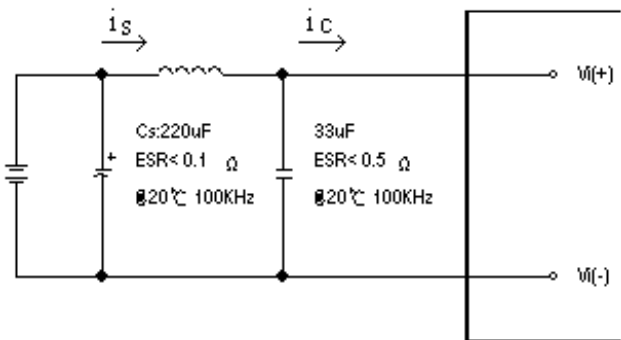 is
ic
Vi(+)
+
Cs:220uF
ESR<0.1 Ω
@20℃ 100KHz
33uF
ESR<0.5 Ω
@20℃ 100KHz
Vi(-)